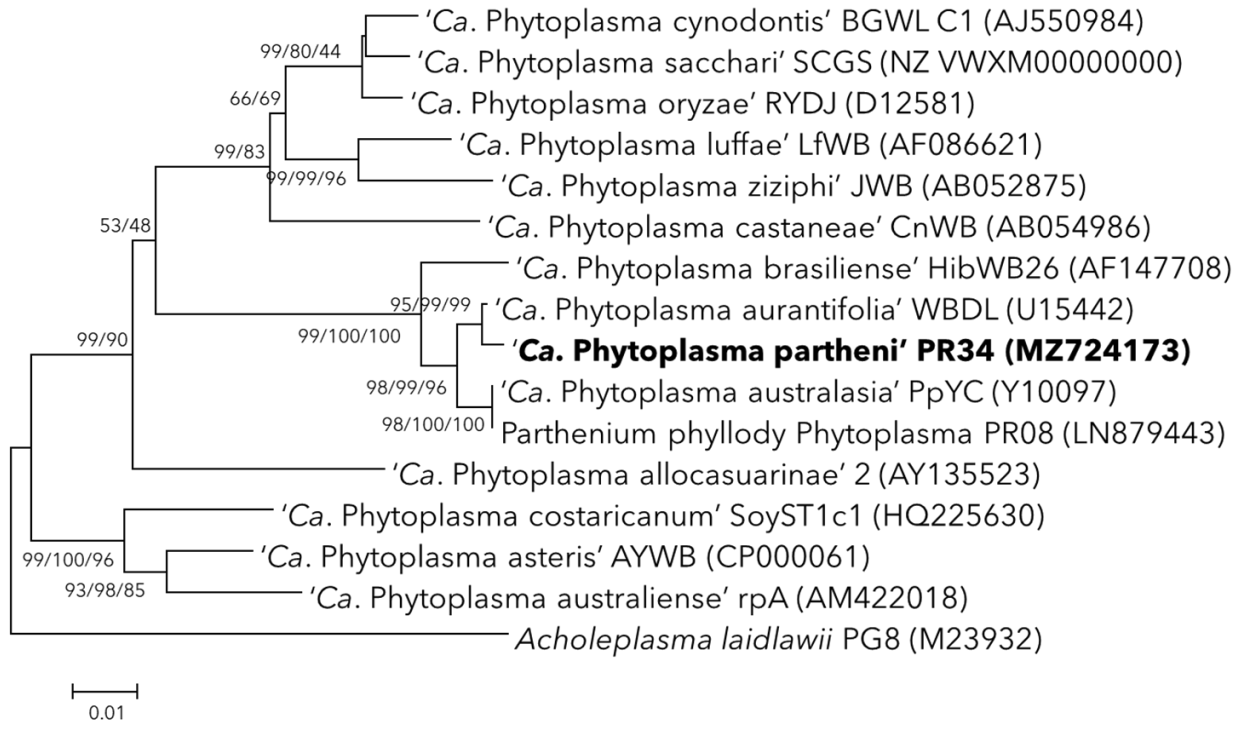 ‘Ca. Phytoplasma cynodontis’ BGWL C1 (AJ550984)
99/80/44
‘Ca. Phytoplasma sacchari’ SCGS (NZ VWXM00000000)
66/69
‘Ca. Phytoplasma oryzae’ RYDJ (D12581)
99/83
‘Ca. Phytoplasma luffae’ LfWB (AF086621)
99/99/96
‘Ca. Phytoplasma ziziphi’ JWB (AB052875)
53/48
‘Ca. Phytoplasma castaneae’ CnWB (AB054986)
‘Ca. Phytoplasma brasiliense’ HibWB26 (AF147708)
95/99/99
‘Ca. Phytoplasma aurantifolia’ WBDL (U15442)
99/100/100
99/90
‘Ca. Phytoplasma partheni’ PR34 (MZ724173)
98/99/96
‘Ca. Phytoplasma australasia’ PpYC (Y10097)
98/100/100
Parthenium phyllody Phytoplasma PR08 (LN879443)
‘Ca. Phytoplasma allocasuarinae’ 2 (AY135523)
‘Ca. Phytoplasma costaricanum’ SoyST1c1 (HQ225630)
99/100/96
‘Ca. Phytoplasma asteris’ AYWB (CP000061)
93/98/85
‘Ca. Phytoplasma australiense’ rpA (AM422018)
Acholeplasma laidlawii PG8 (M23932)
0.01